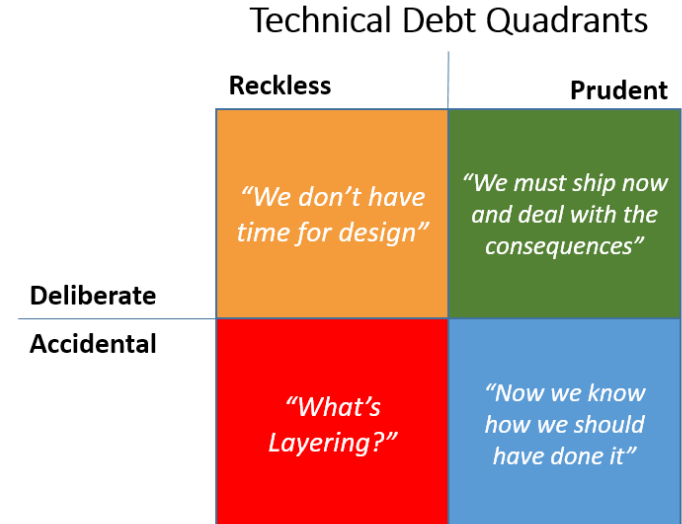 Technical Debt Quadrants
Reckless
Prudent
“We don’t have
time for design”
“We must ship now
and deal with the
consequences”
Deliberate
Accidental
“What’s
Layering?”
“Now we know
how we should
have done it”